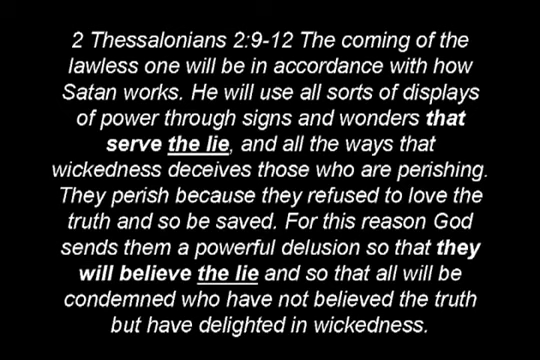 2 Thessalonians 2:9-12 The coming of the
lawless one will be in accordance with how
Satan works. He will use all sorts of displays
of power through signs and wonders that
serve the lie, and all the ways that
wickedness deceives those who are perishing.
They perish because they refused to love the
truth and so be saved. For this reason God
sends them a powerful delusion so that they
will believe the lie and so that all will be
condemned who have not believed the truth
but have delighted in wickedness.